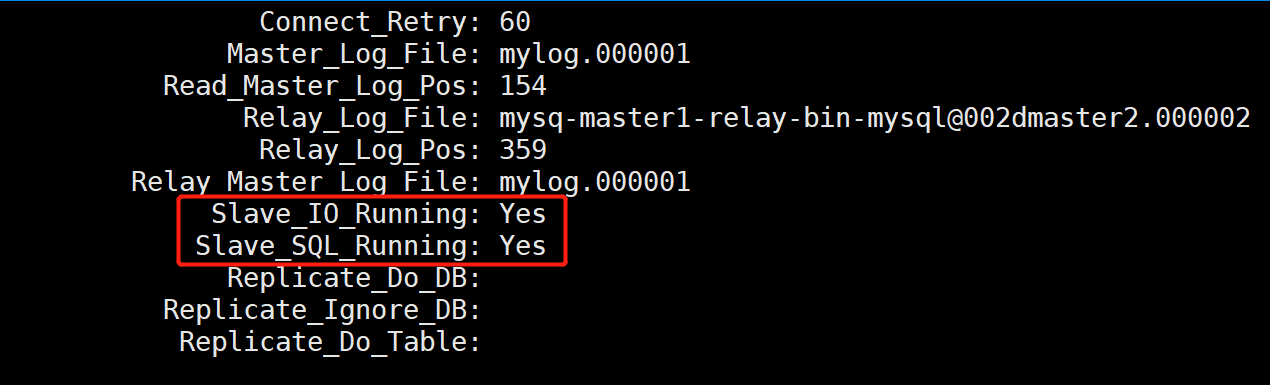 Connect_Retry: 60
Master_Log_File: mylog.000001
Read_Master_Log_Pos: 154
Relay_Log_File: mysq-master1-relay-bin-mysql@002dmaster2.000002
Relay_Log_Pos: 359
Relay_Master_Log_File: mylog.000001
Slave_IO_Running: Yes
Slave_SQL_Running: Yes
Replicate_Do_DB:
Replicate_Ignore_DB:
Replicate_Do_Table: